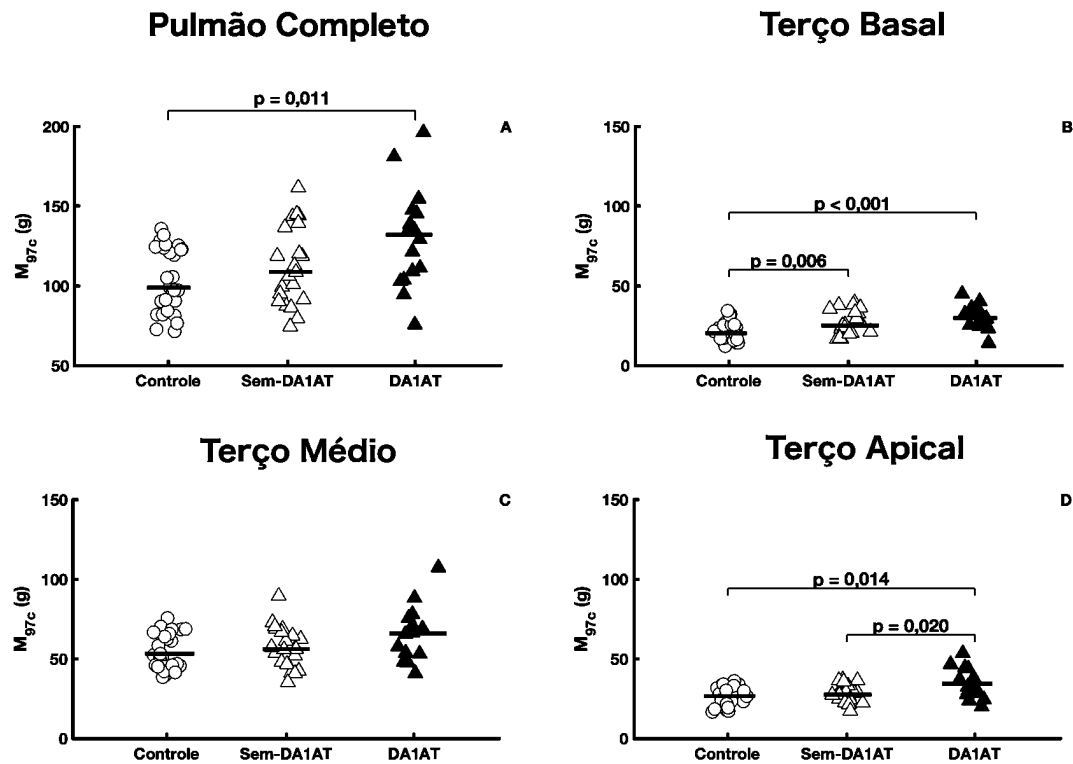 Pulmão Completo
p = 0,011
A
200
150
100
50
M97c (g)
Controle Sem-DA1AT DA1AT
Terço Basal
B
150
100
50
0
M97c (g)
p < 0,001
p = 0,006
Controle Sem-DA1AT DA1AT
Terço Médio
C
150
100
50
0
M97c (g)
Controle Sem-DA1AT DA1AT
Terço Apical
D
150
100
50
0
M97c (g)
p = 0,014
p = 0,020
Controle Sem-DA1AT DA1AT